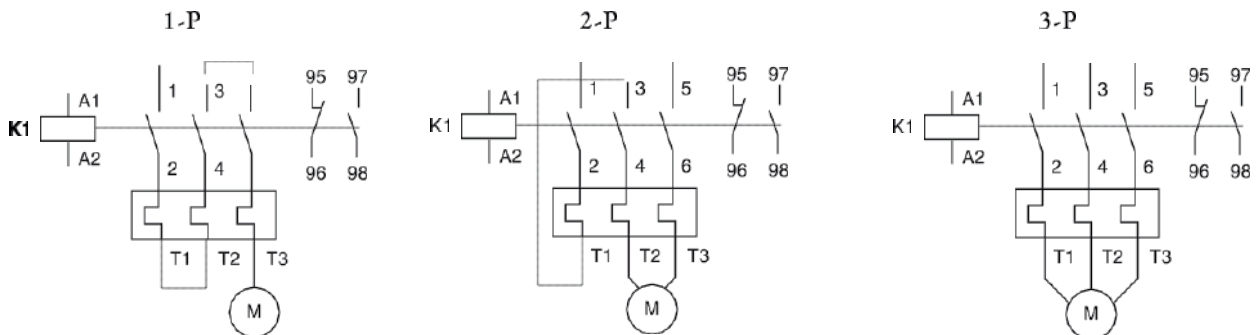 1-P 2-P 3-P
1 3 95 97
A1
K1
A2
2 4 96 98
T1 T2 T3
M
1 3 5 95 97
A1
K1
A2
2 4 6 96 98
T1 T2 T3
M
1 3 5 95 97
A1
K1
A2
2 4 6 96 98
T1 T2 T3
M